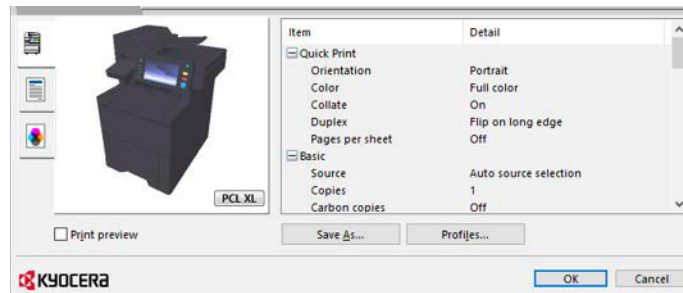 Item Detail
Quick Print
Orientation Portrait
Color Full color
Collate On
Duplex Flip on long edge
Pages per sheet Off
Basic
Source Auto source selection
Copies 1
Carbon copies Off
PCL XL
Print preview
Save As... Profiles...
KYOCERA
OK Cancel